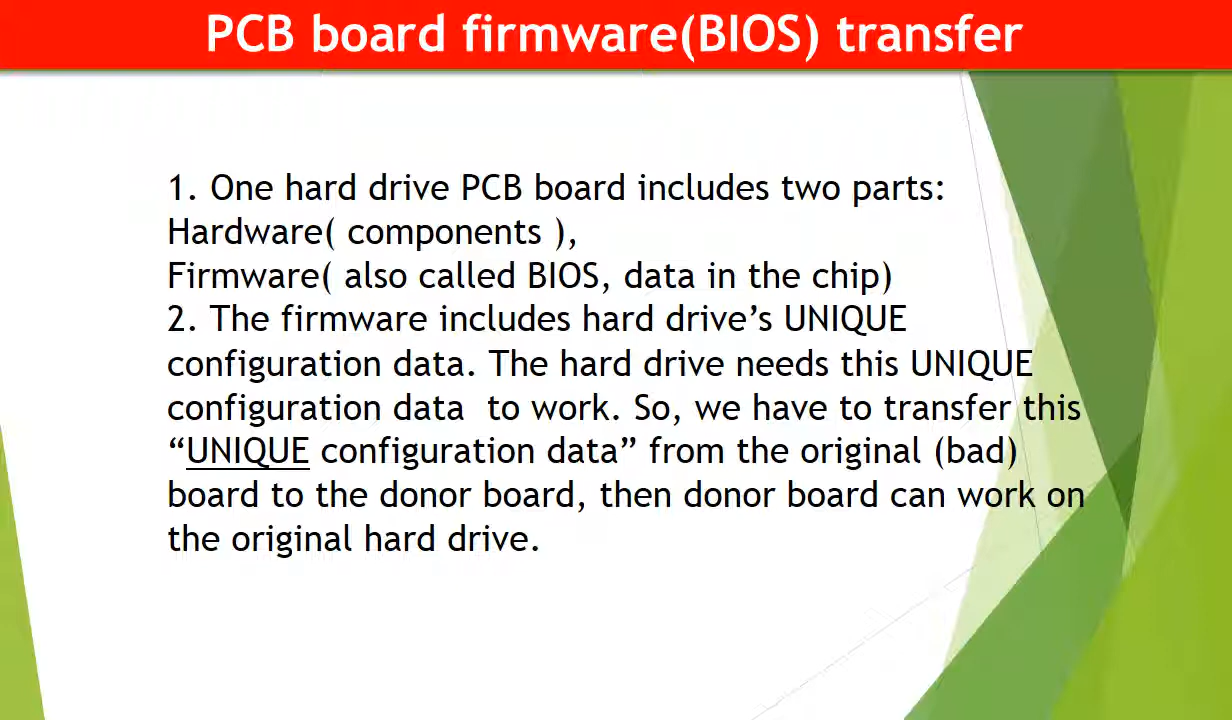 PCB board firmware(BIOS) transfer
1. One hard drive PCB board includes two parts:
Hardware( components ),
Firmware( also called BIOS, data in the chip)
2. The firmware includes hard drive’s UNIQUE
configuration data. The hard drive needs this UNIQUE
configuration data  to work. So, we have to transfer this
“UNIQUE configuration data” from the original (bad)
board to the donor board, then donor board can work on
the original hard drive.